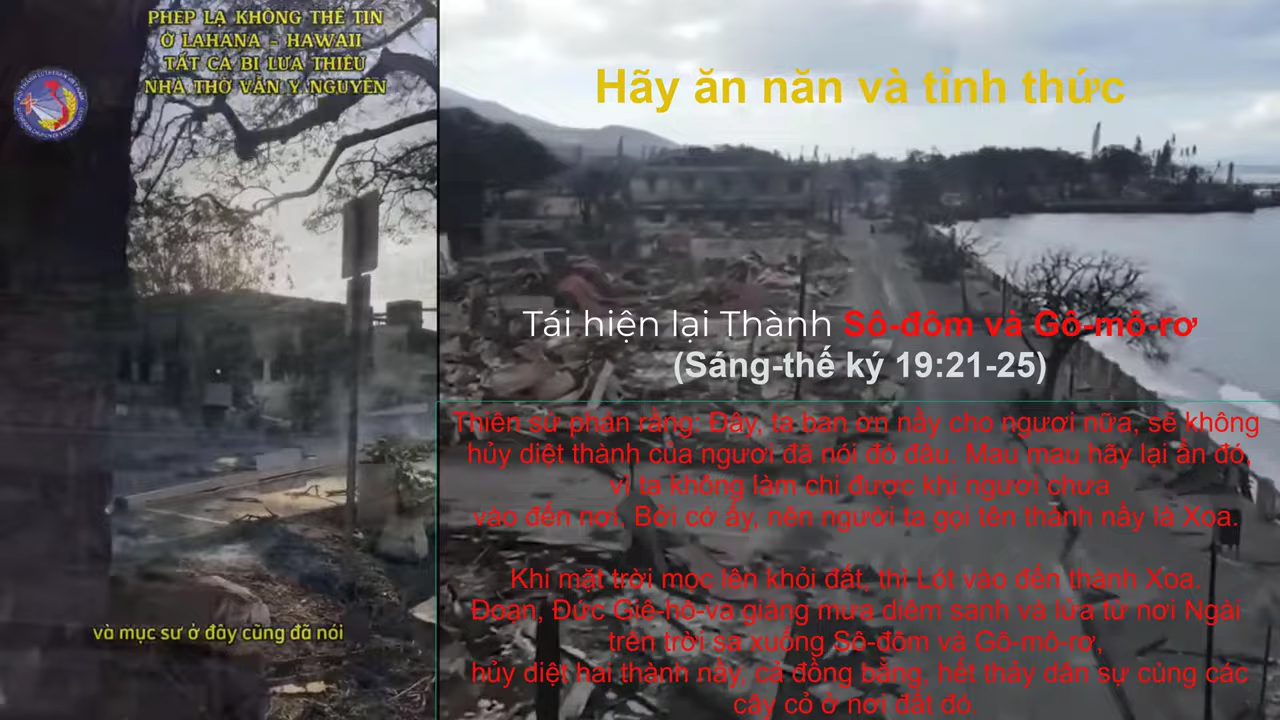 PHÉP LẠ KHÔNG THỂ TIN
Ở LAHANA - HAWAII
TẤT CẢ BỊ LỬA THIÊU
NHÀ THỜ VẪN Y NGUYÊN
Hãy ăn năn và tỉnh thức
Tái hiện lại Thành Sô-đôm và Gô-mô-rơ
(Sáng-thế ký 19:21-25)
Thiên sứ phán rằng: Đây, ta ban ơn nầy cho ngươi nữa, sẽ không
hủy diệt thành của ngươi đã nói đó đâu. Mau mau hãy lại ẩn đó,
vì ta không làm chi được khi ngươi chưa
vào đến nơi. Bởi cớ ấy, nên người ta gọi tên thành nầy là Xoa.
Khi mặt trời mọc lên khỏi đất, thì Lót vào đến thành Xoa.
Đoạn, Đức Giê-hô-va giáng mưa diêm sanh và lửa từ nơi Ngài
trên trời sa xuống Sô-đôm và Gô-mô-rơ,
hủy diệt hai thành nầy, cả đồng bằng, hết thảy dân sự cùng các
cây cỏ ở nơi đất đó.
và mục sư ở đây cũng đã nói